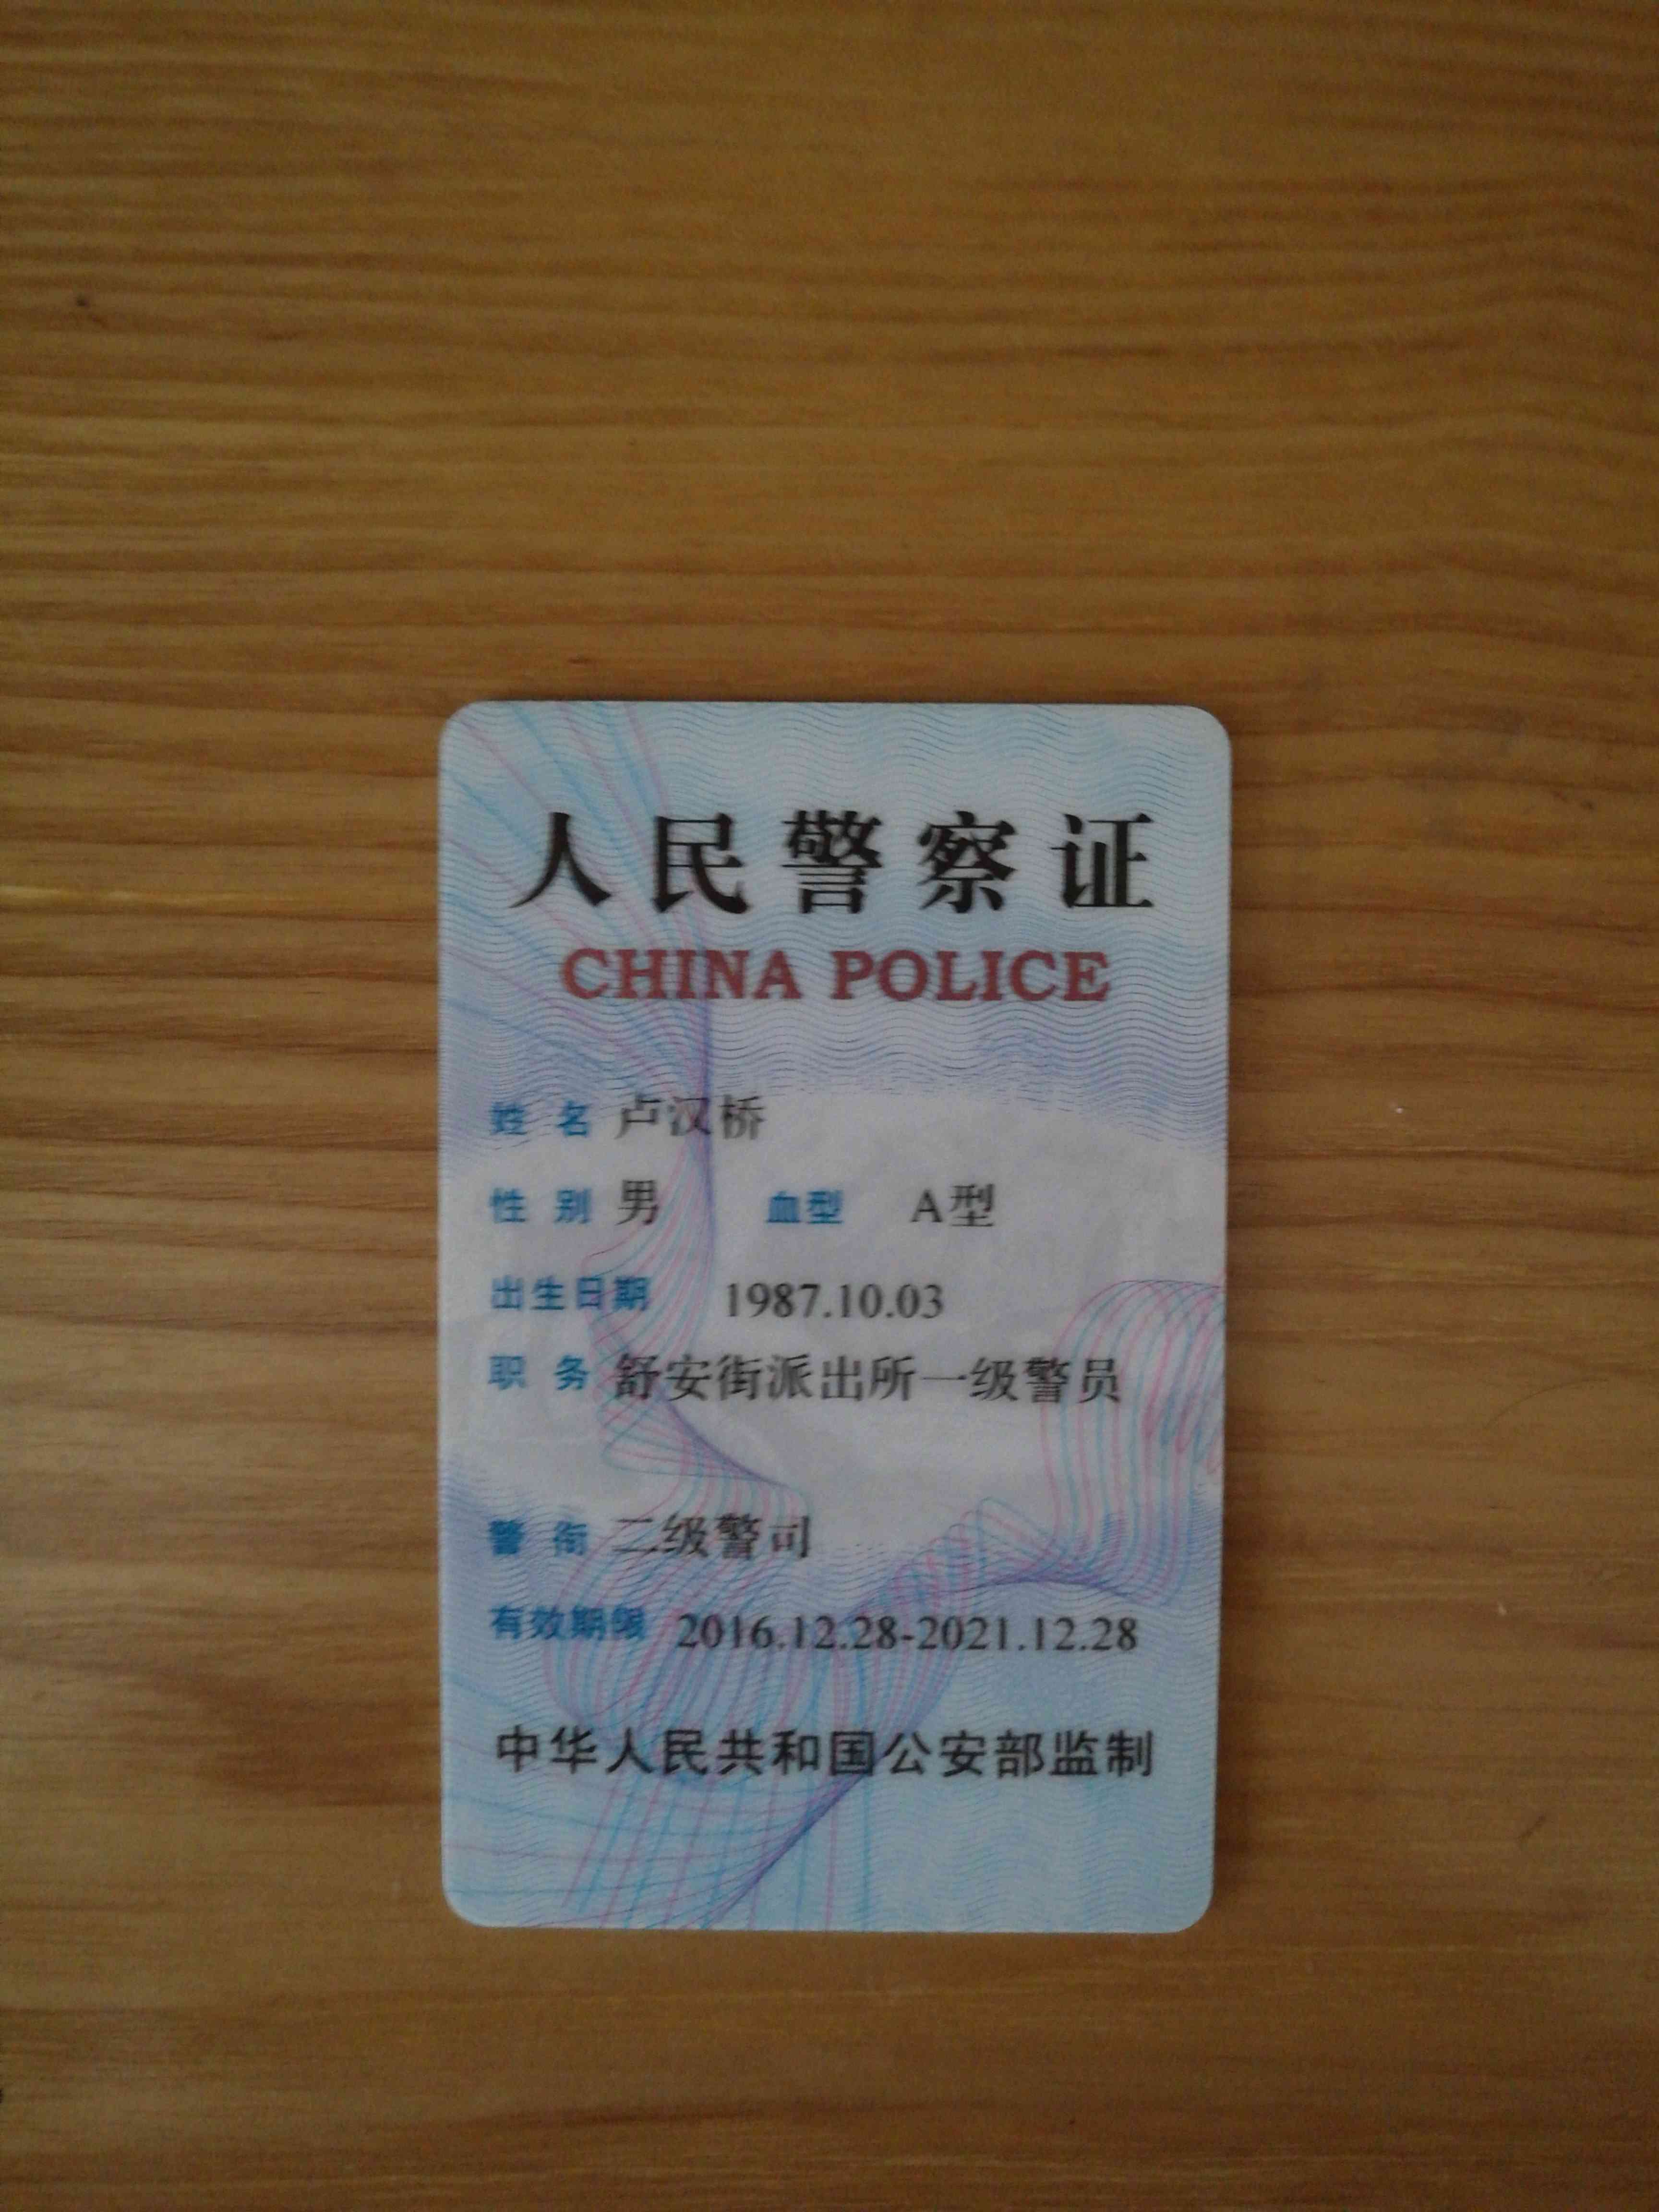 人民警察证
CHINA POLICE
姓 名 卢汉桥
性 别 男 血型 A型
出生日期 1987.10.03
职 务 舒安街派出所一级警员
警 衔 二级警司
有效期限 2016.12.28-2021.12.28
中华人民共和国公安部监制